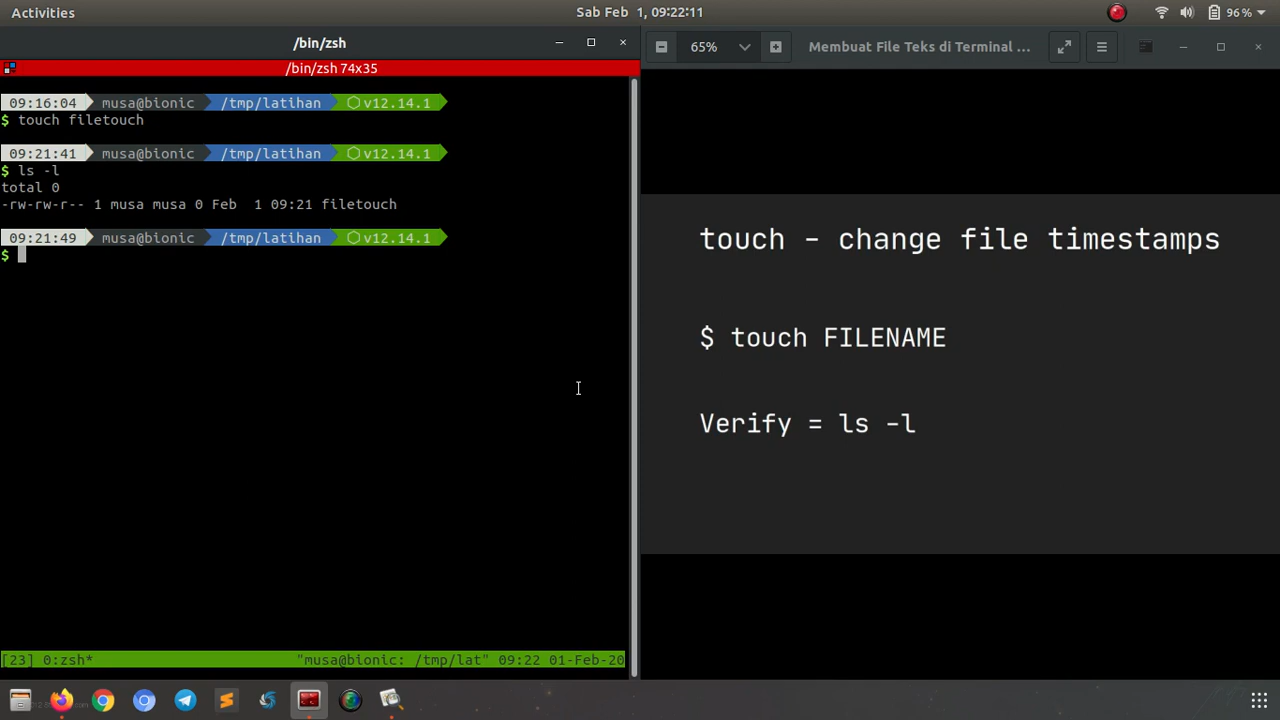 Activities
Sab Feb 1, 09:22:11
96 %
/bin/zsh
/bin/zsh 74x35
09:16:04 musa@bionic /tmp/latihan v12.14.1
$ touch filetouch
09:21:41 musa@bionic /tmp/latihan v12.14.1
$ ls -l
total 0
-rw-rw-r-- 1 musa musa 0 Feb  1 09:21 filetouch
09:21:49 musa@bionic /tmp/latihan v12.14.1
$
[23] 0:zsh* "musa@bionic: /tmp/lat" 09:22 01-Feb-20
65%
Membuat File Teks di Terminal ...
touch - change file timestamps
$ touch FILENAME
Verify = ls -l